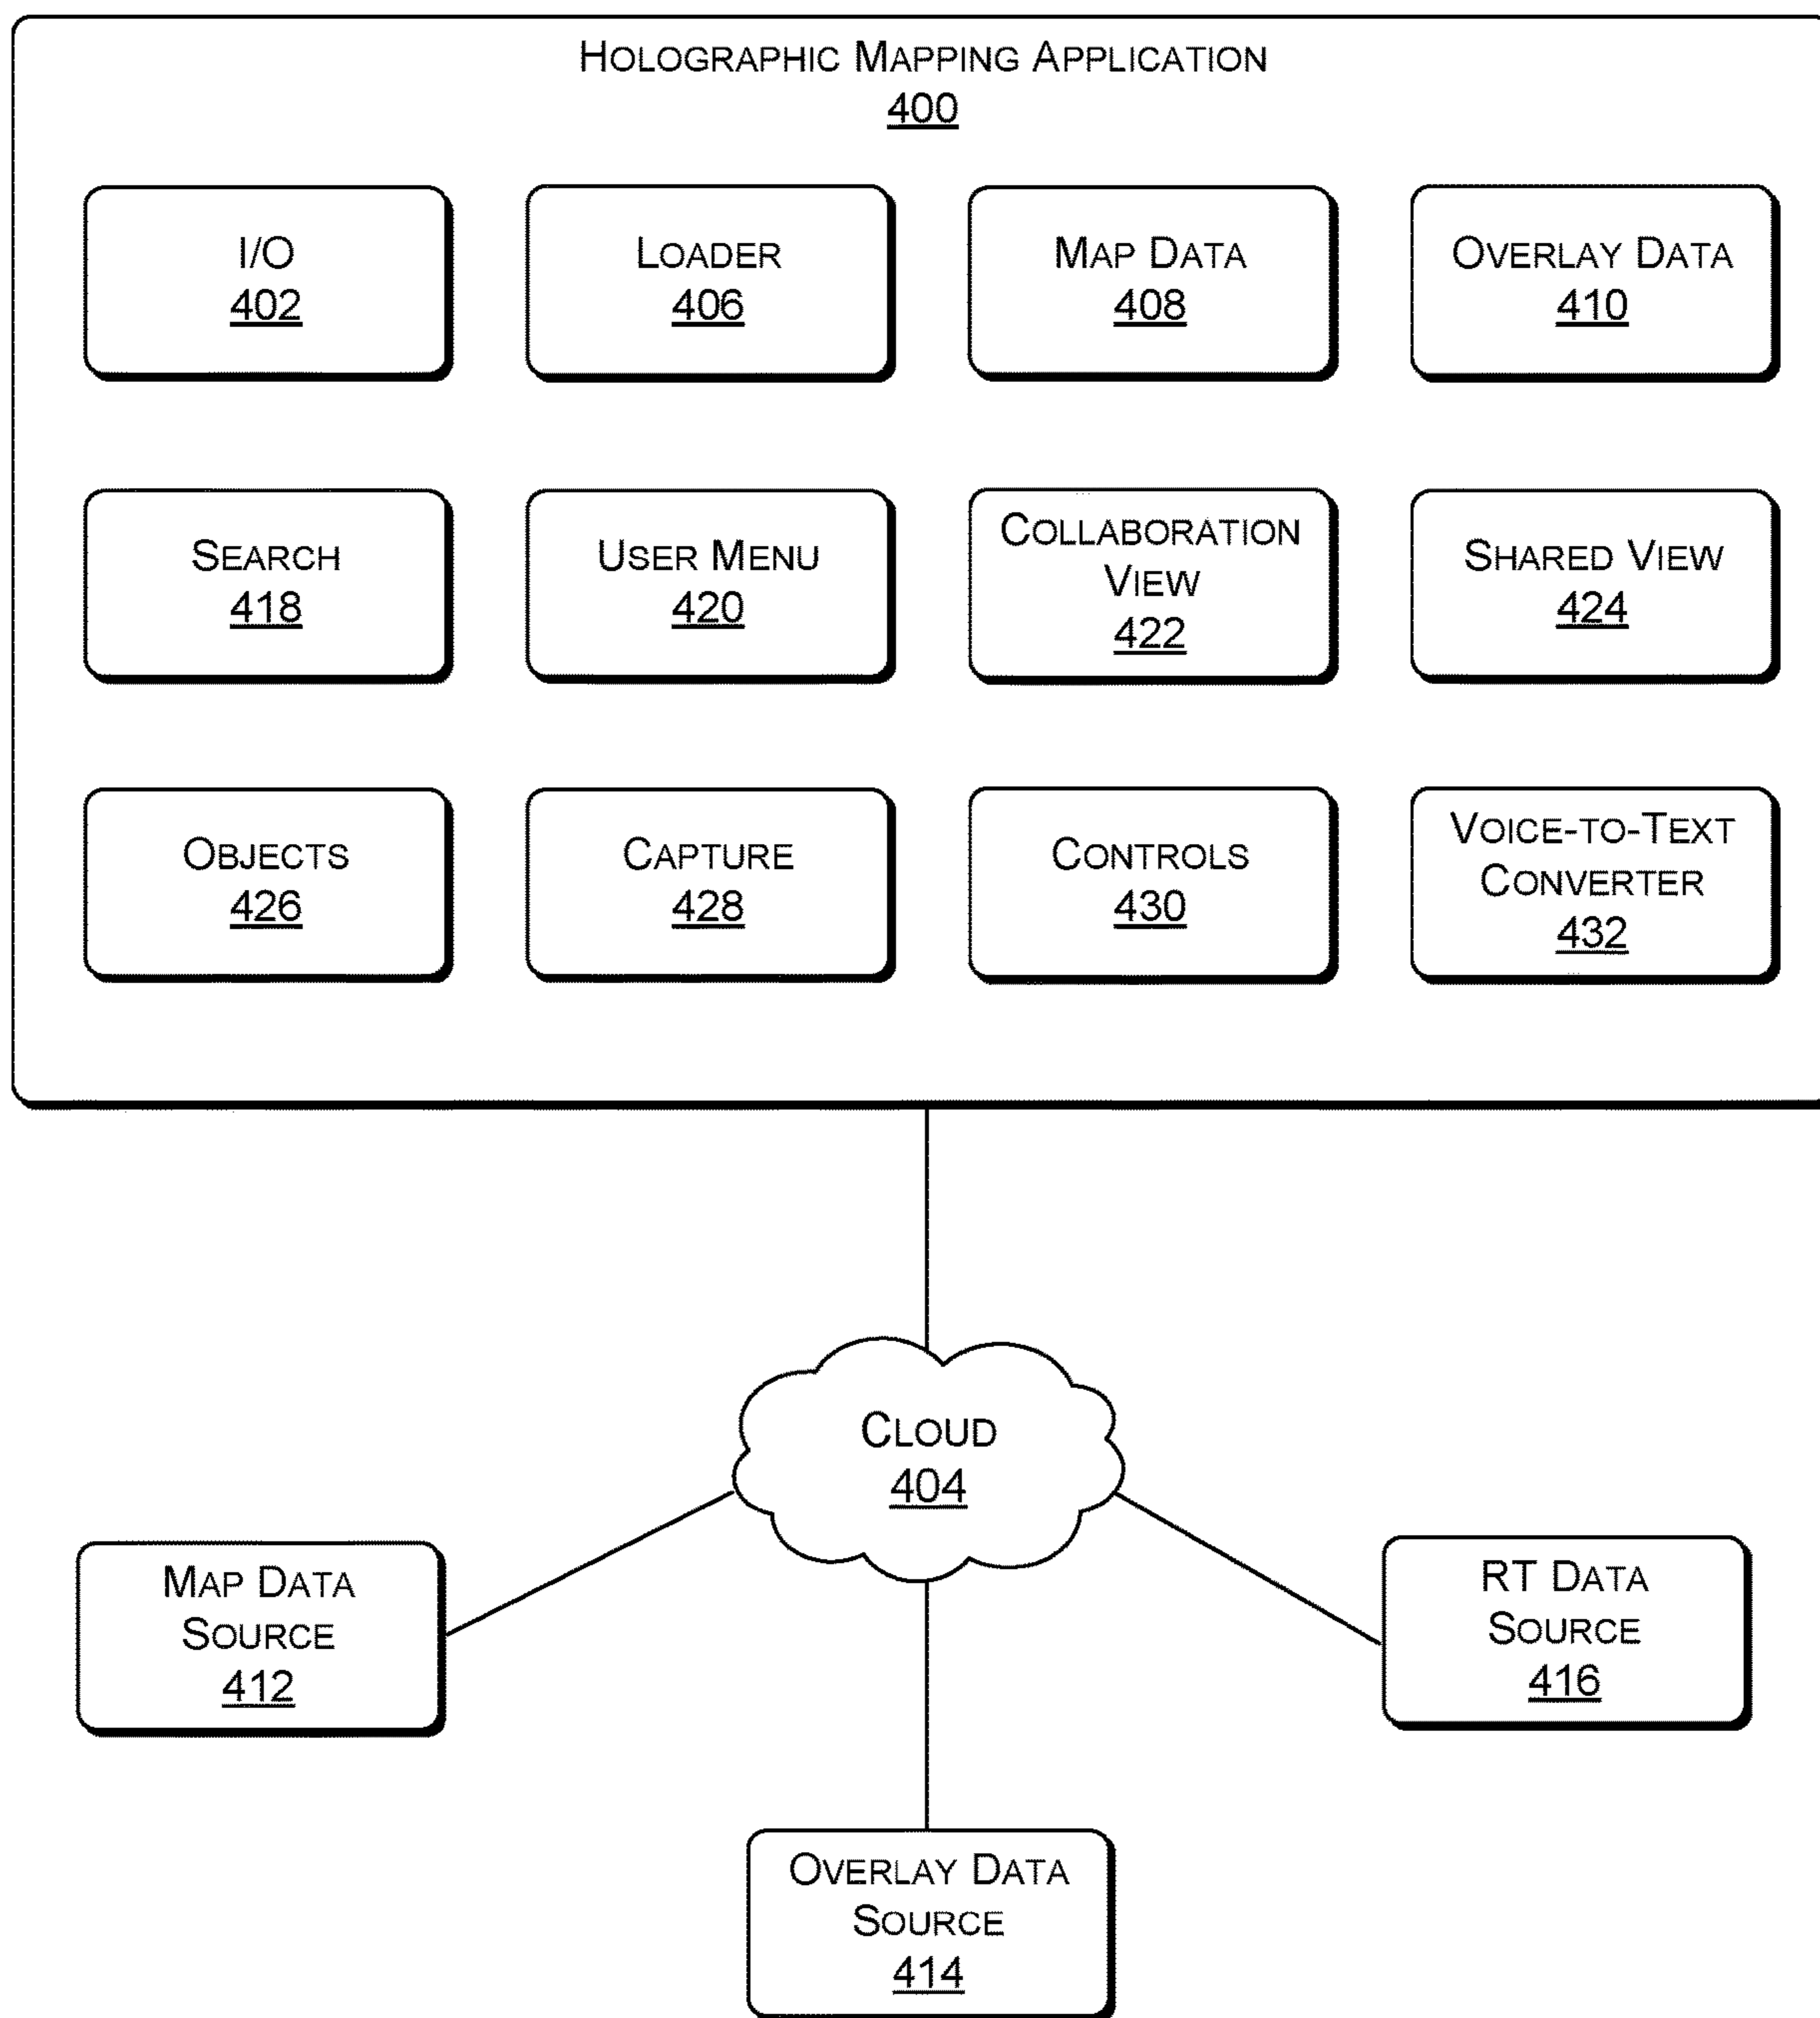 HOLOGRAPHIC MAPPING APPLICATION
400
I/O
402
LOADER
406
MAP DATA
408
OVERLAY DATA
410
SEARCH
418
USER MENU
420
COLLABORATION
VIEW
422
SHARED VIEW
424
OBJECTS
426
CAPTURE
428
CONTROLS
430
VOICE-TO-TEXT
CONVERTER
432
CLOUD
404
MAP DATA
SOURCE
412
RT DATA
SOURCE
416
OVERLAY DATA
SOURCE
414